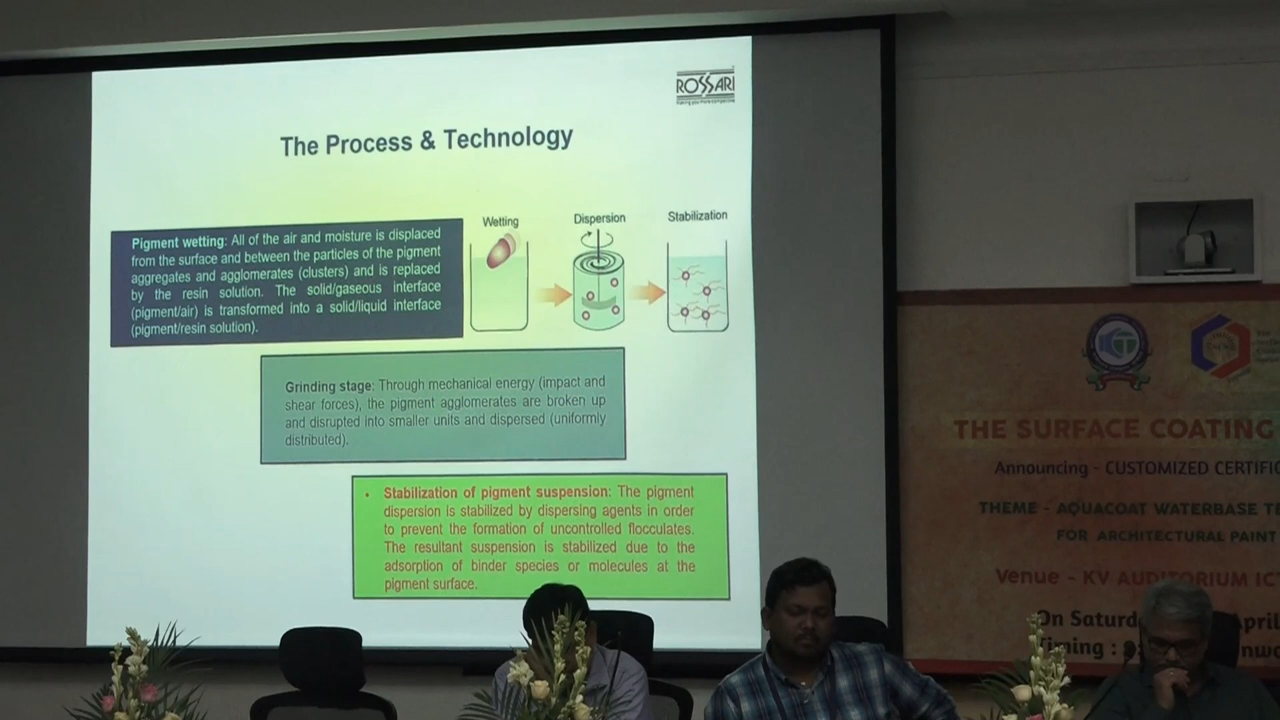 ROSSARI
The Process & Technology
Wetting
Dispersion
Stabilization
Pigment wetting: All of the air and moisture is displaced
from the surface and between the particles of the pigment
aggregates and agglomerates (clusters) and is replaced
by the resin solution. The solid/gaseous interface
(pigment/air) is transformed into a solid/liquid interface
(pigment/resin solution).
Grinding stage: Through mechanical energy (impact and
shear forces), the pigment agglomerates are broken up
and disrupted into smaller units and dispersed (uniformly
distributed).
• Stabilization of pigment suspension: The pigment
dispersion is stabilized by dispersing agents in order
to prevent the formation of uncontrolled flocculates.
The resultant suspension is stabilized due to the
adsorption of binder species or molecules at the
pigment surface.
THE SURFACE COATING
Announcing - CUSTOMIZED CERTIFIC
THEME - AQUACOAT WATERBASE TE
FOR ARCHITECTURAL PAINT
Venue - KV AUDITORIUM IC
On Saturd April
Timing :